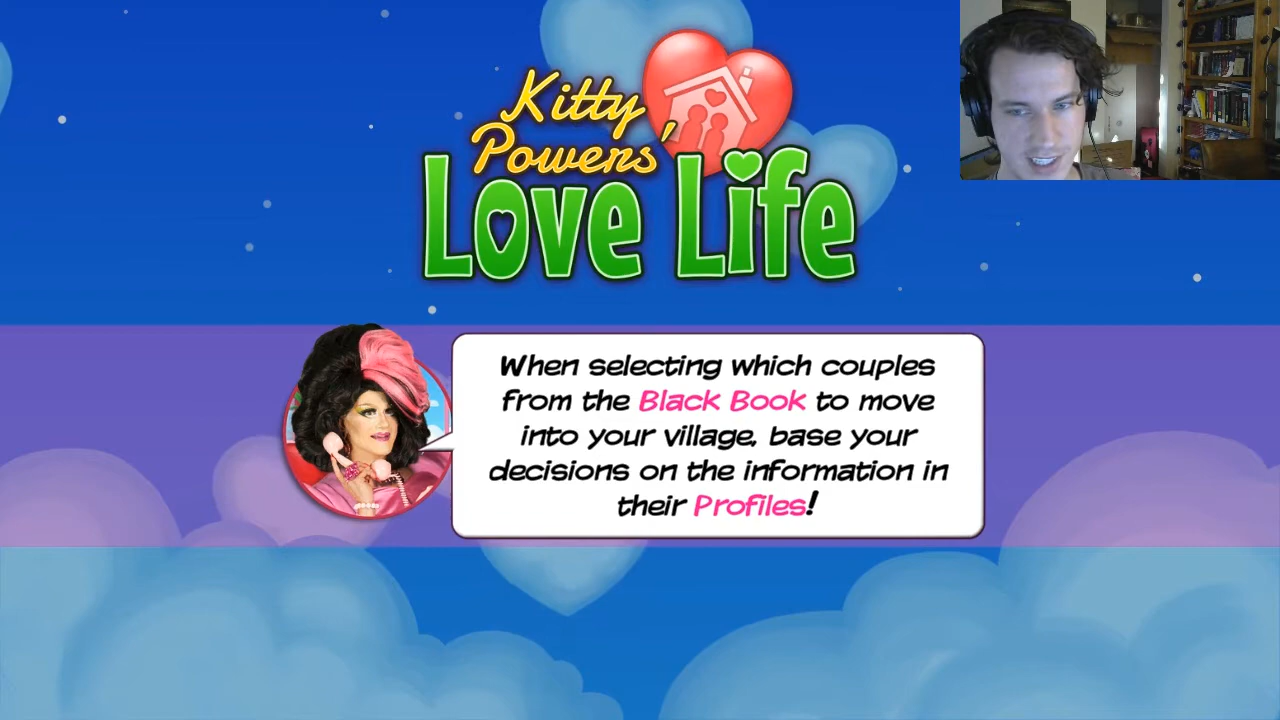 Kitty
Powers'
Love Life
When selecting which couples
from the Black Book to move
into your village, base your
decisions on the information in
their Profiles!